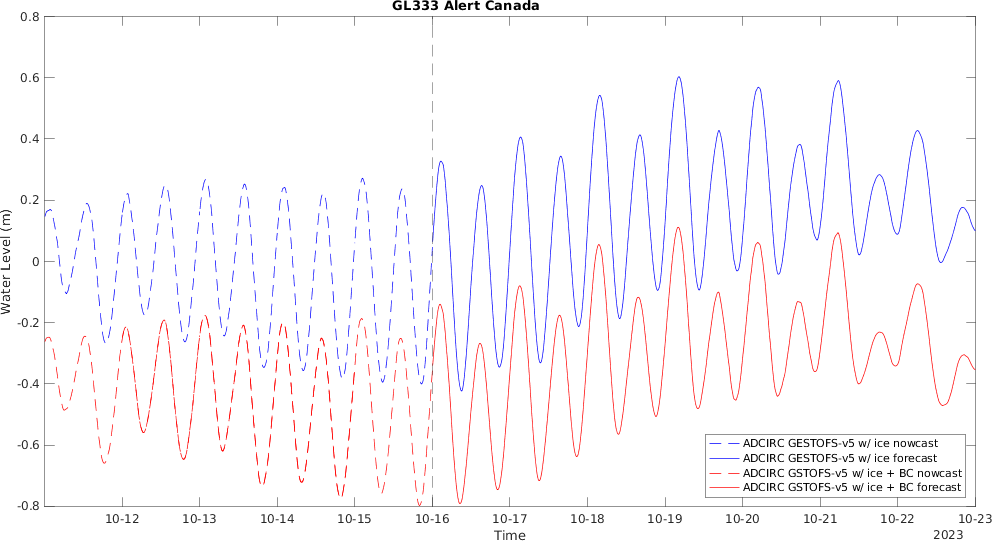 GL333 Alert Canada
0.8
0.6
0.4
0.2
0
-0.2
-0.4
-0.6
-0.8
Water Level (m)
ADCIRC GESTOFS-v5 w/ ice nowcast
ADCIRC GESTOFS-v5 w/ ice forecast
ADCIRC GSTOFS-v5 w/ ice + BC nowcast
ADCIRC GSTOFS-v5 w/ ice + BC forecast
10-12 10-13 10-14 10-15 10-16 10-17 10-18 10-19 10-20 10-21 10-22 10-23
Time
2023